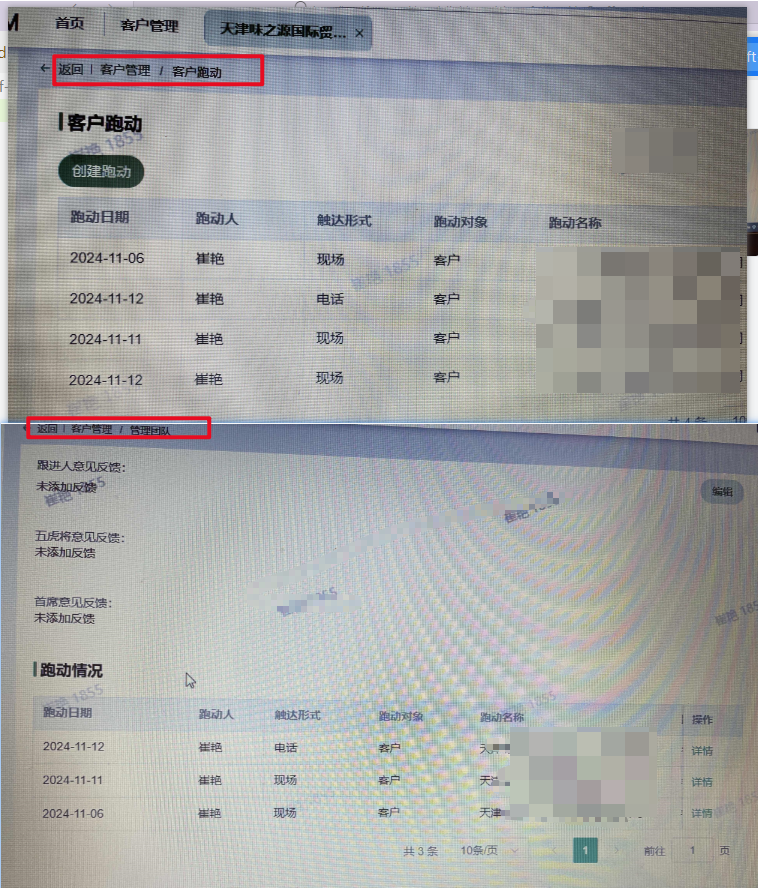 M 首页 客户管理 天津味之源国际贸... ×
← 返回 | 客户管理 / 客户跑动
客户跑动
创建跑动
跑动日期 跑动人 触达形式 跑动对象 跑动名称
2024-11-06 崔艳 现场 客户
2024-11-12 崔艳 电话 客户
2024-11-11 崔艳 现场 客户
2024-11-12 崔艳 现场 客户
共 4 条 10
返回 | 客户管理 / 管理团队
跟进人意见反馈:
未添加反馈
编辑
五虎将意见反馈:
未添加反馈
首席意见反馈:
未添加反馈
跑动情况
跑动日期 跑动人 触达形式 跑动对象 跑动名称 操作
2024-11-12 崔艳 电话 客户 天 详情
2024-11-11 崔艳 现场 客户 天 详情
2024-11-06 崔艳 现场 客户 天津 详情
共 3 条 10条/页 1 前往 1 页
崔艳 1855